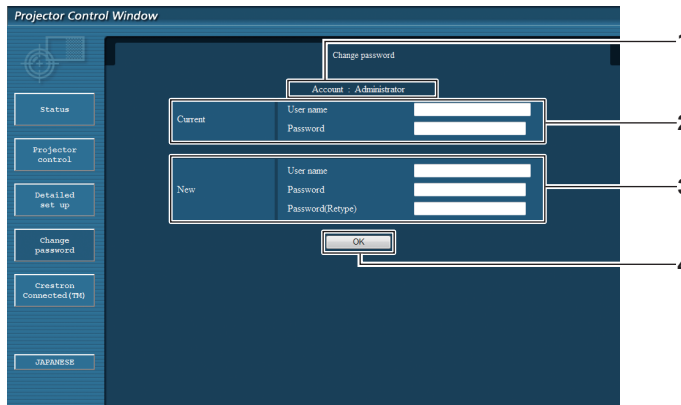 Projector Control Window
Change password
1
Account : Administrator
Status
Current
User name
Password
2
Projector
control
New
User name
Password
Password(Retype)
3
Detailed
set up
OK
Change
password
4
Crestron
Connected(TM)
JAPANESE